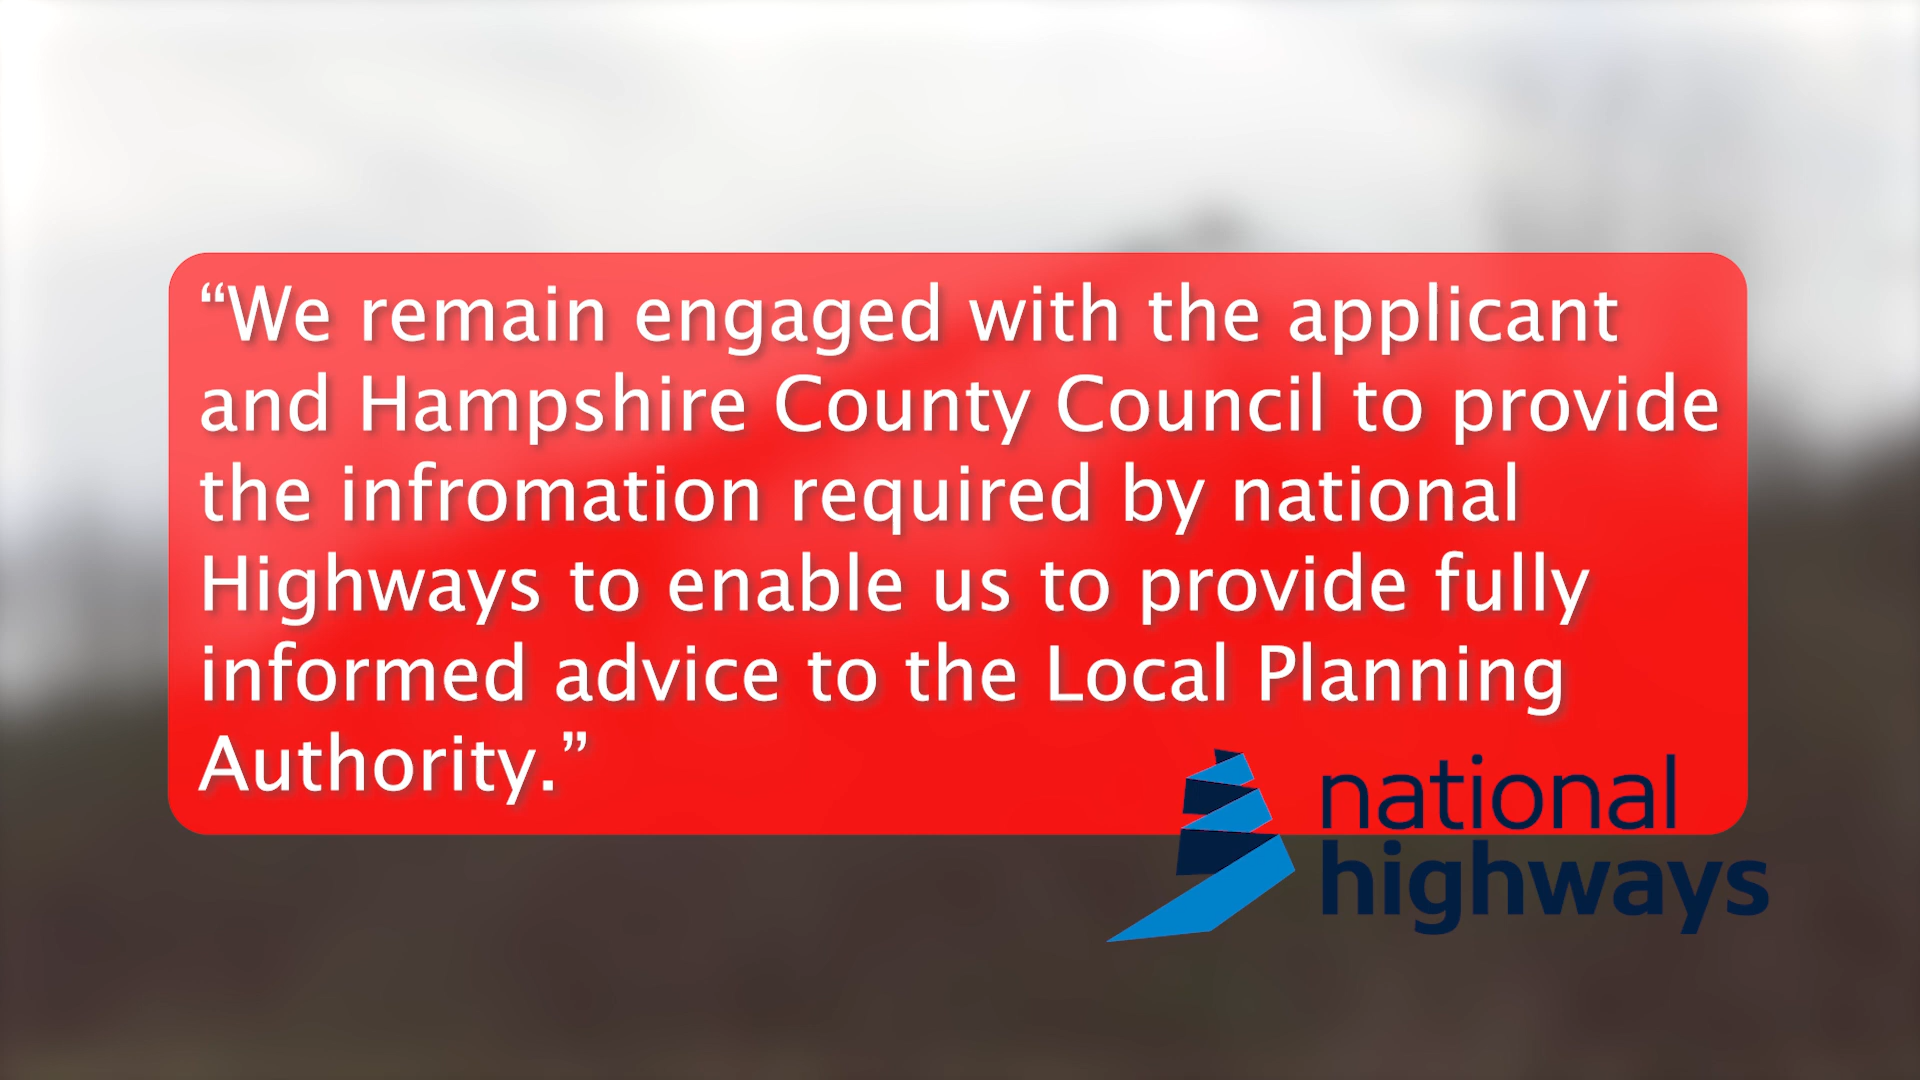 “We remain engaged with the applicant
and Hampshire County Council to provide
the infromation required by national
Highways to enable us to provide fully
informed advice to the Local Planning
Authority.”
national
highways